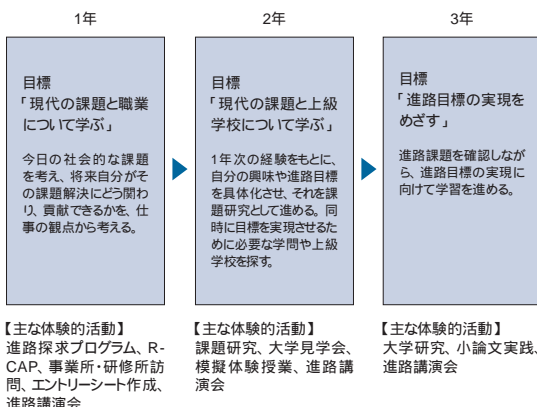 1年
目標
「現代の課題と職業
について学ぶ」
今日の社会的な課題
を考え、将来自分がそ
の課題解決にどう関わ
り、貢献できるかを、仕
事の観点から考える。
【主な体験的活動】
進路探求プログラム、R-
CAP、事業所・研修所訪
問、エントリーシート作成、
進路講演会
2年
目標
「現代の課題と上級
学校について学ぶ」
1年次の経験をもとに、
自分の興味や進路目標
を具体化させ、それを課
題研究として進める。同
時に目標を実現させるた
めに必要な学問や上級
学校を探す。
【主な体験的活動】
課題研究、大学見学会、
模擬体験授業、進路講
演会
3年
目標
「進路目標の実現を
めざす」
進路課題を確認しなが
ら、進路目標の実現に
向けて学習を進める。
【主な体験的活動】
大学研究、小論文実践、
進路講演会